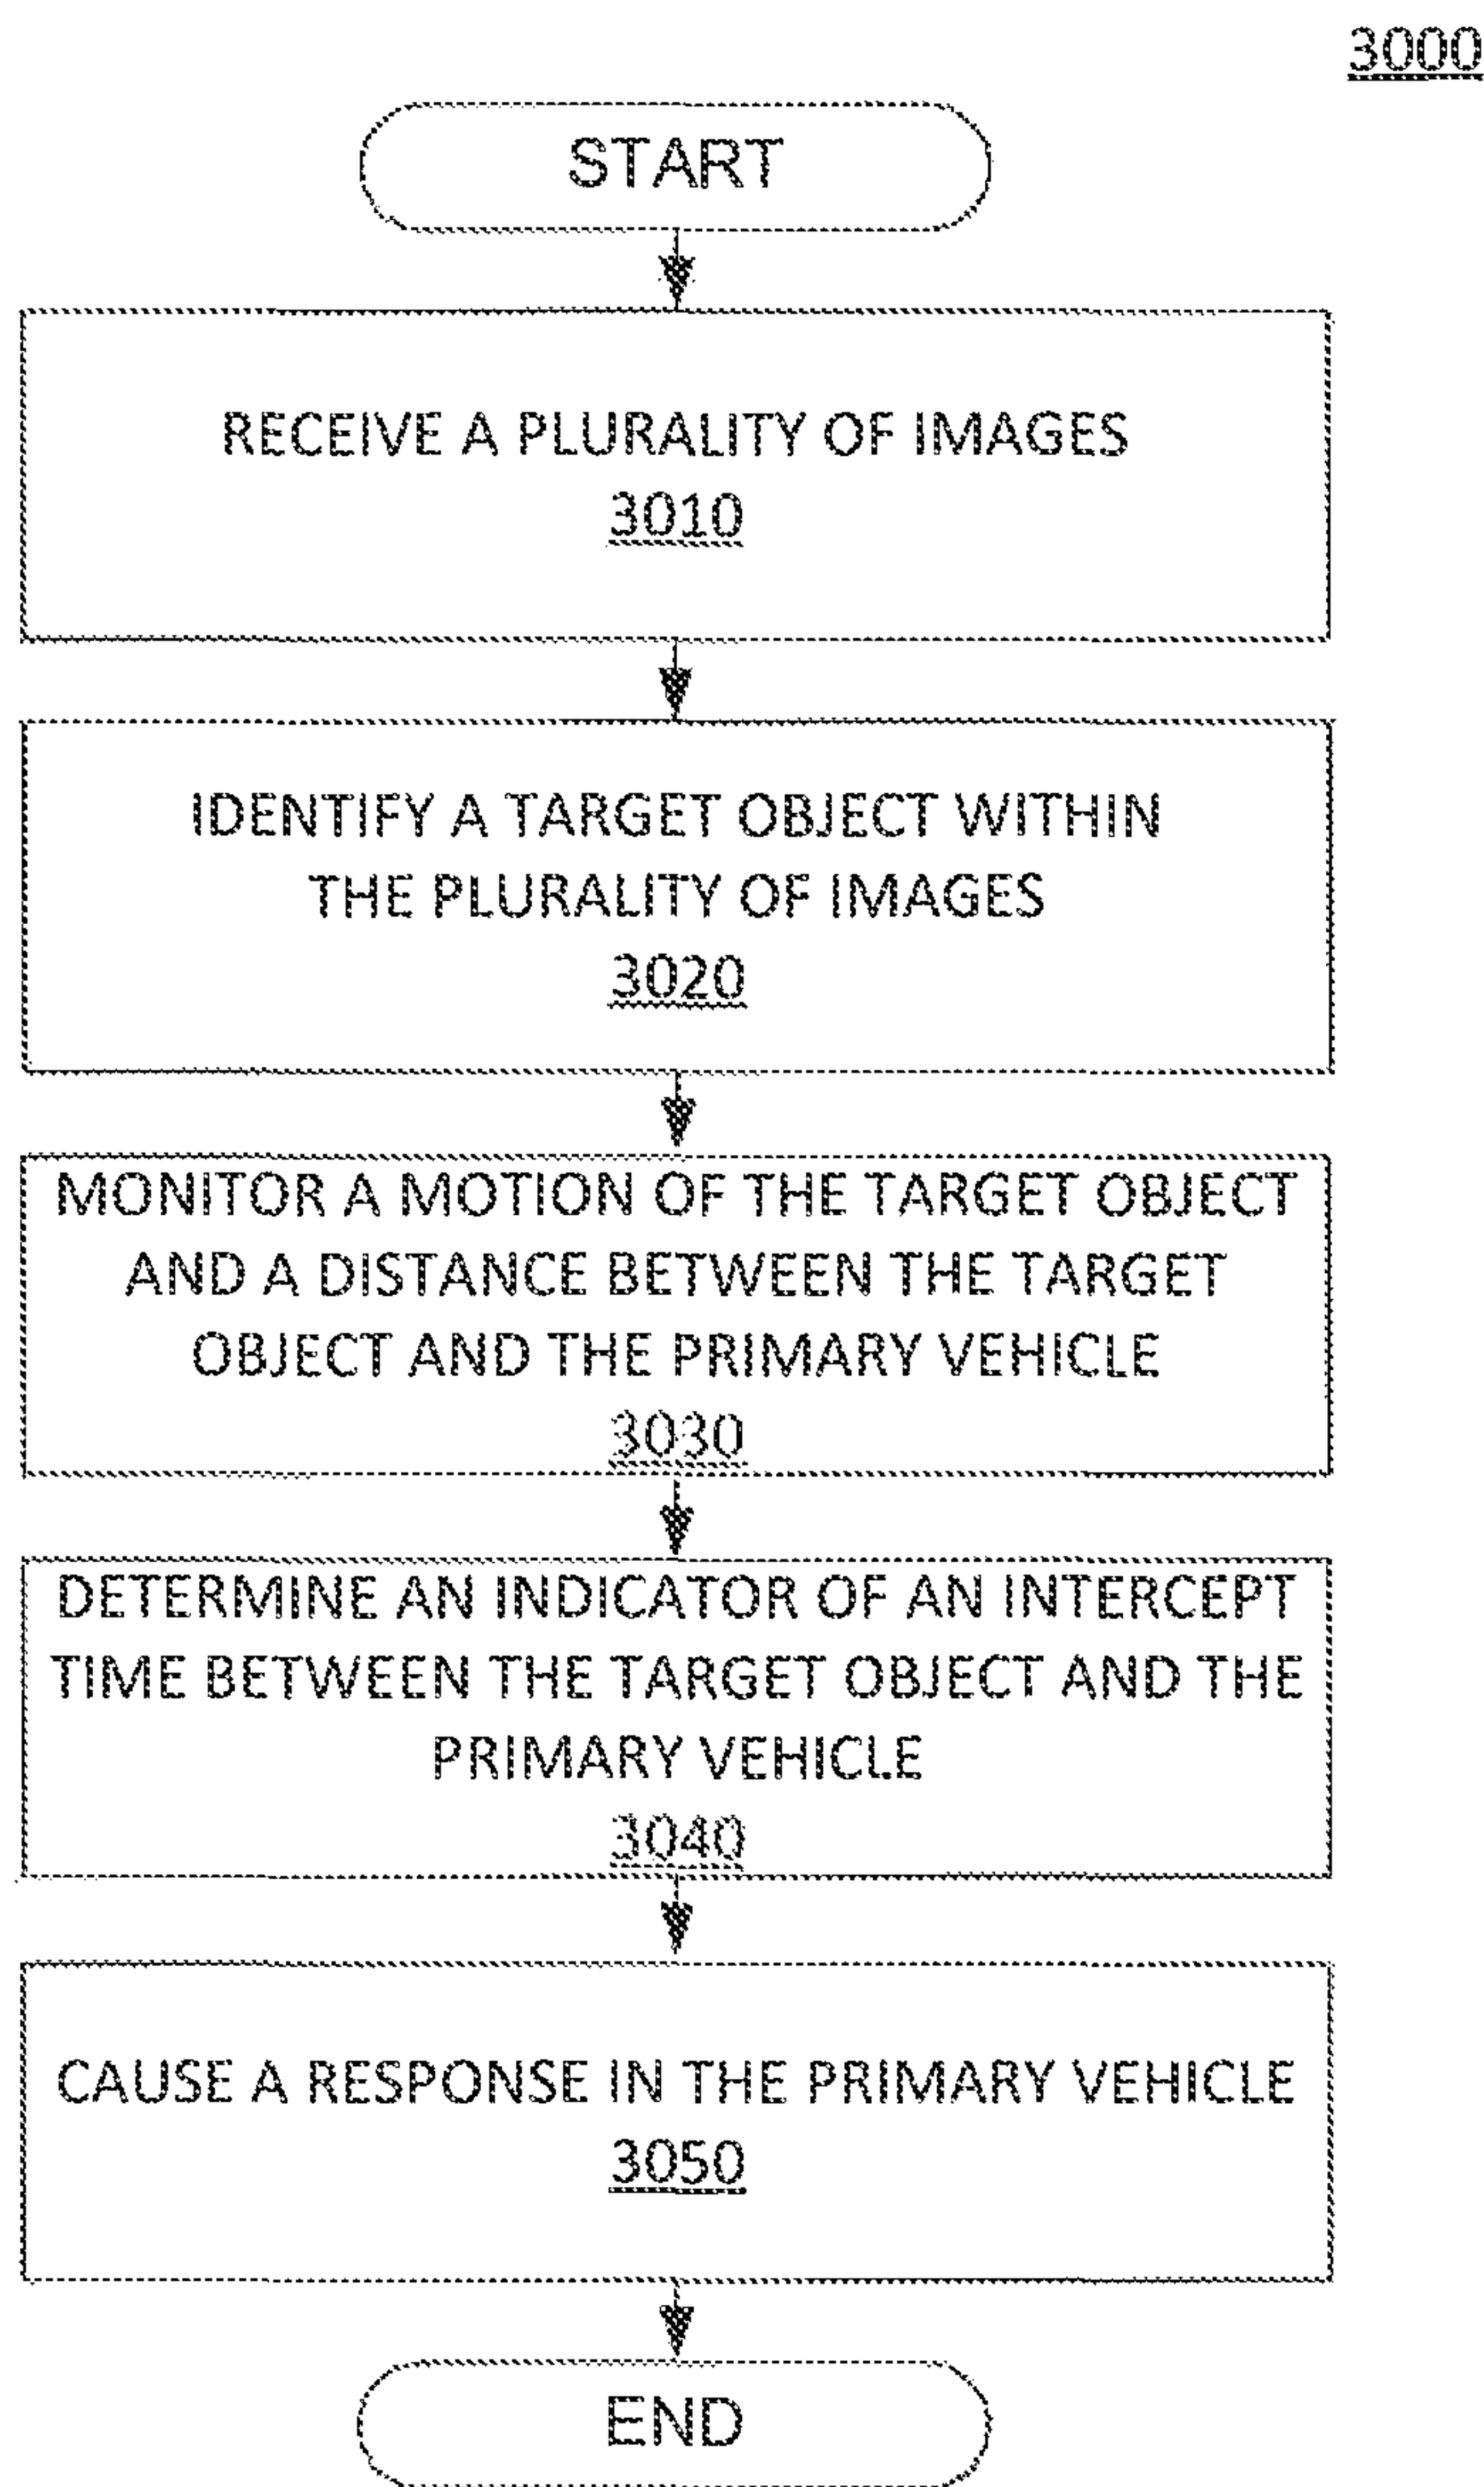 3000
START
RECEIVE A PLURALITY OF IMAGES
3010
IDENTIFY A TARGET OBJECT WITHIN
THE PLURALITY OF IMAGES
3020
MONITOR A MOTION OF THE TARGET OBJECT
AND A DISTANCE BETWEEN THE TARGET
OBJECT AND THE PRIMARY VEHICLE
3030
DETERMINE AN INDICATOR OF AN INTERCEPT
TIME BETWEEN THE TARGET OBJECT AND THE
PRIMARY VEHICLE
3040
CAUSE A RESPONSE IN THE PRIMARY VEHICLE
3050
END